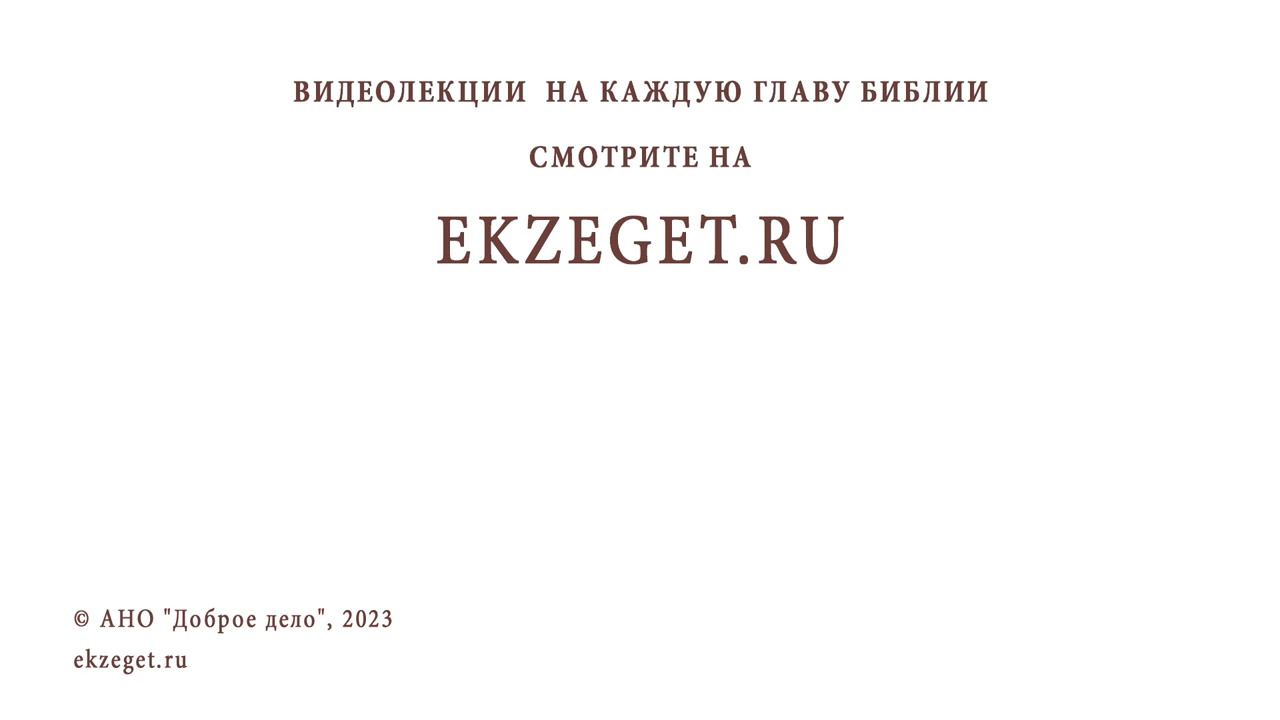 ВИДЕОЛЕКЦИИ НА КАЖДУЮ ГЛАВУ БИБЛИИ
СМОТРИТЕ НА
EKZEGET.RU
© АНО "Доброе дело", 2023
ekzeget.ru